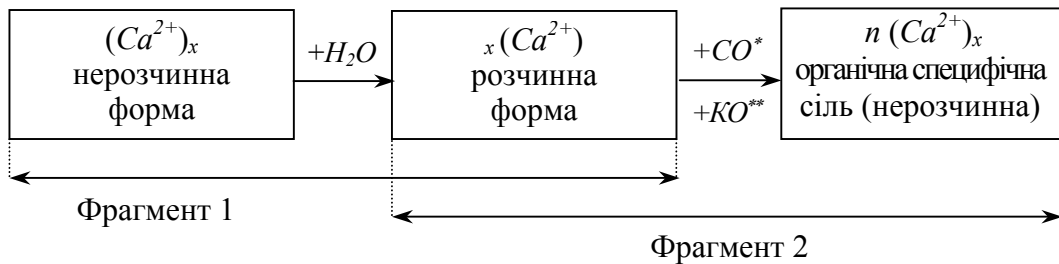 (Ca²⁺)ₓ
нерозчинна
форма
+H₂O
ₓ(Ca²⁺)
розчинна
форма
+CO*
+KO**
n (Ca²⁺)ₓ
органічна специфічна
сіль (нерозчинна)
Фрагмент 1
Фрагмент 2